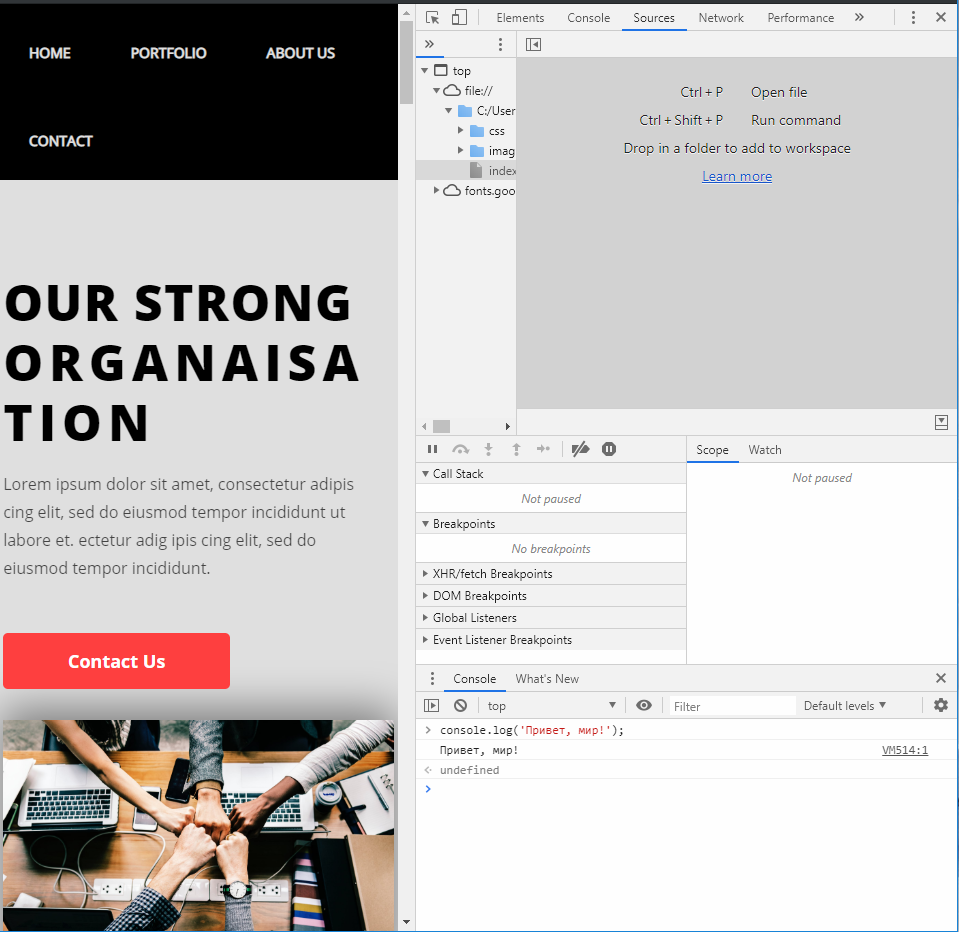 HOME PORTFOLIO ABOUT US
CONTACT
OUR STRONG
ORGANAISA
TION
Lorem ipsum dolor sit amet, consectetur adipis
cing elit, sed do eiusmod tempor incididunt ut
labore et. ectetur adig ipis cing elit, sed do
eiusmod tempor incididunt.
Contact Us
Elements Console Sources Network Performance
top
file://
C:/User
css
imag
index
fonts.goo
Ctrl + P Open file
Ctrl + Shift + P Run command
Drop in a folder to add to workspace
Learn more
Call Stack
Not paused
Breakpoints
No breakpoints
XHR/fetch Breakpoints
DOM Breakpoints
Global Listeners
Event Listener Breakpoints
Scope Watch
Not paused
Console What's New
top Filter Default levels
console.log('Привет, мир!');
Привет, мир! VM514:1
undefined